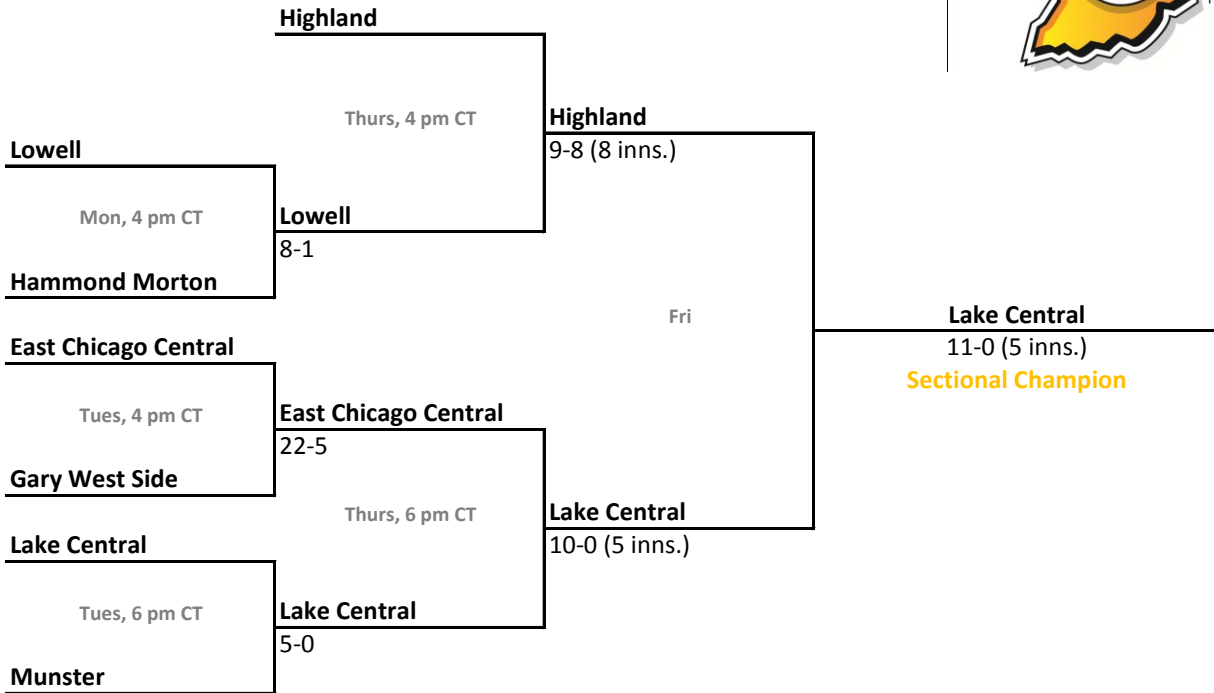 Highland
Thurs, 4 pm CT
Highland
9-8 (8 inns.)
Lowell
Mon, 4 pm CT
Lowell
8-1
Hammond Morton
Fri
Lake Central
11-0 (5 inns.)
Sectional Champion
East Chicago Central
Tues, 4 pm CT
East Chicago Central
22-5
Gary West Side
Thurs, 6 pm CT
Lake Central
10-0 (5 inns.)
Lake Central
Tues, 6 pm CT
Lake Central
5-0
Munster